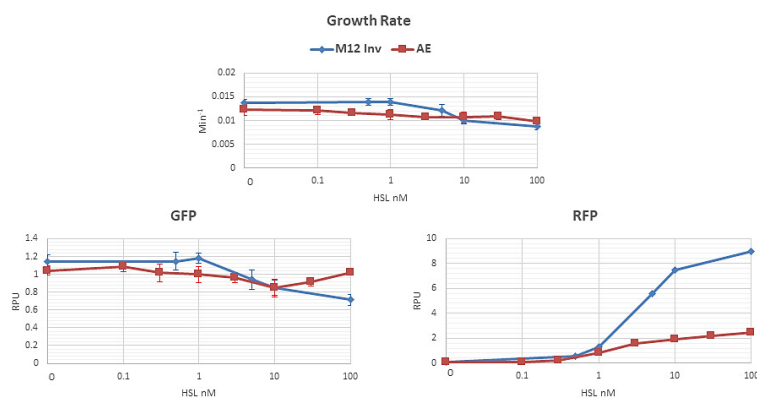 Growth Rate
M12 Inv AE
0.02
0.015
0.01
0.005
0
Min⁻¹
0 0.1 1 10 100
HSL nM
GFP
1.4
1.2
1
0.8
0.6
0.4
0.2
0
RPU
0 0.1 1 10 100
HSL nM
RFP
10
8
6
4
2
0
RPU
0 0.1 1 10 100
HSL nM